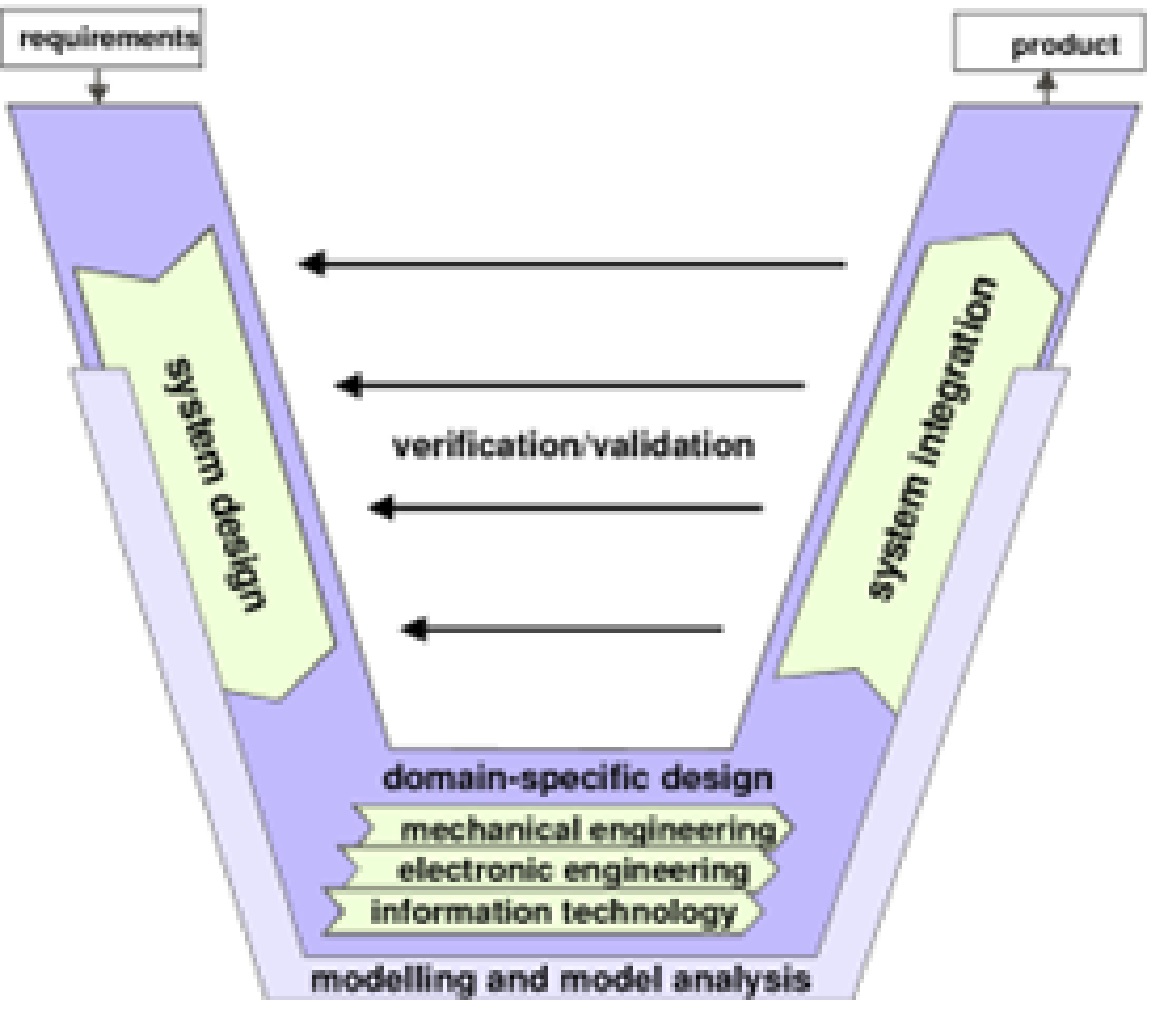 requirements
product
system design
system integration
verification/validation
domain-specific design
mechanical engineering
electronic engineering
information technology
modelling and model analysis